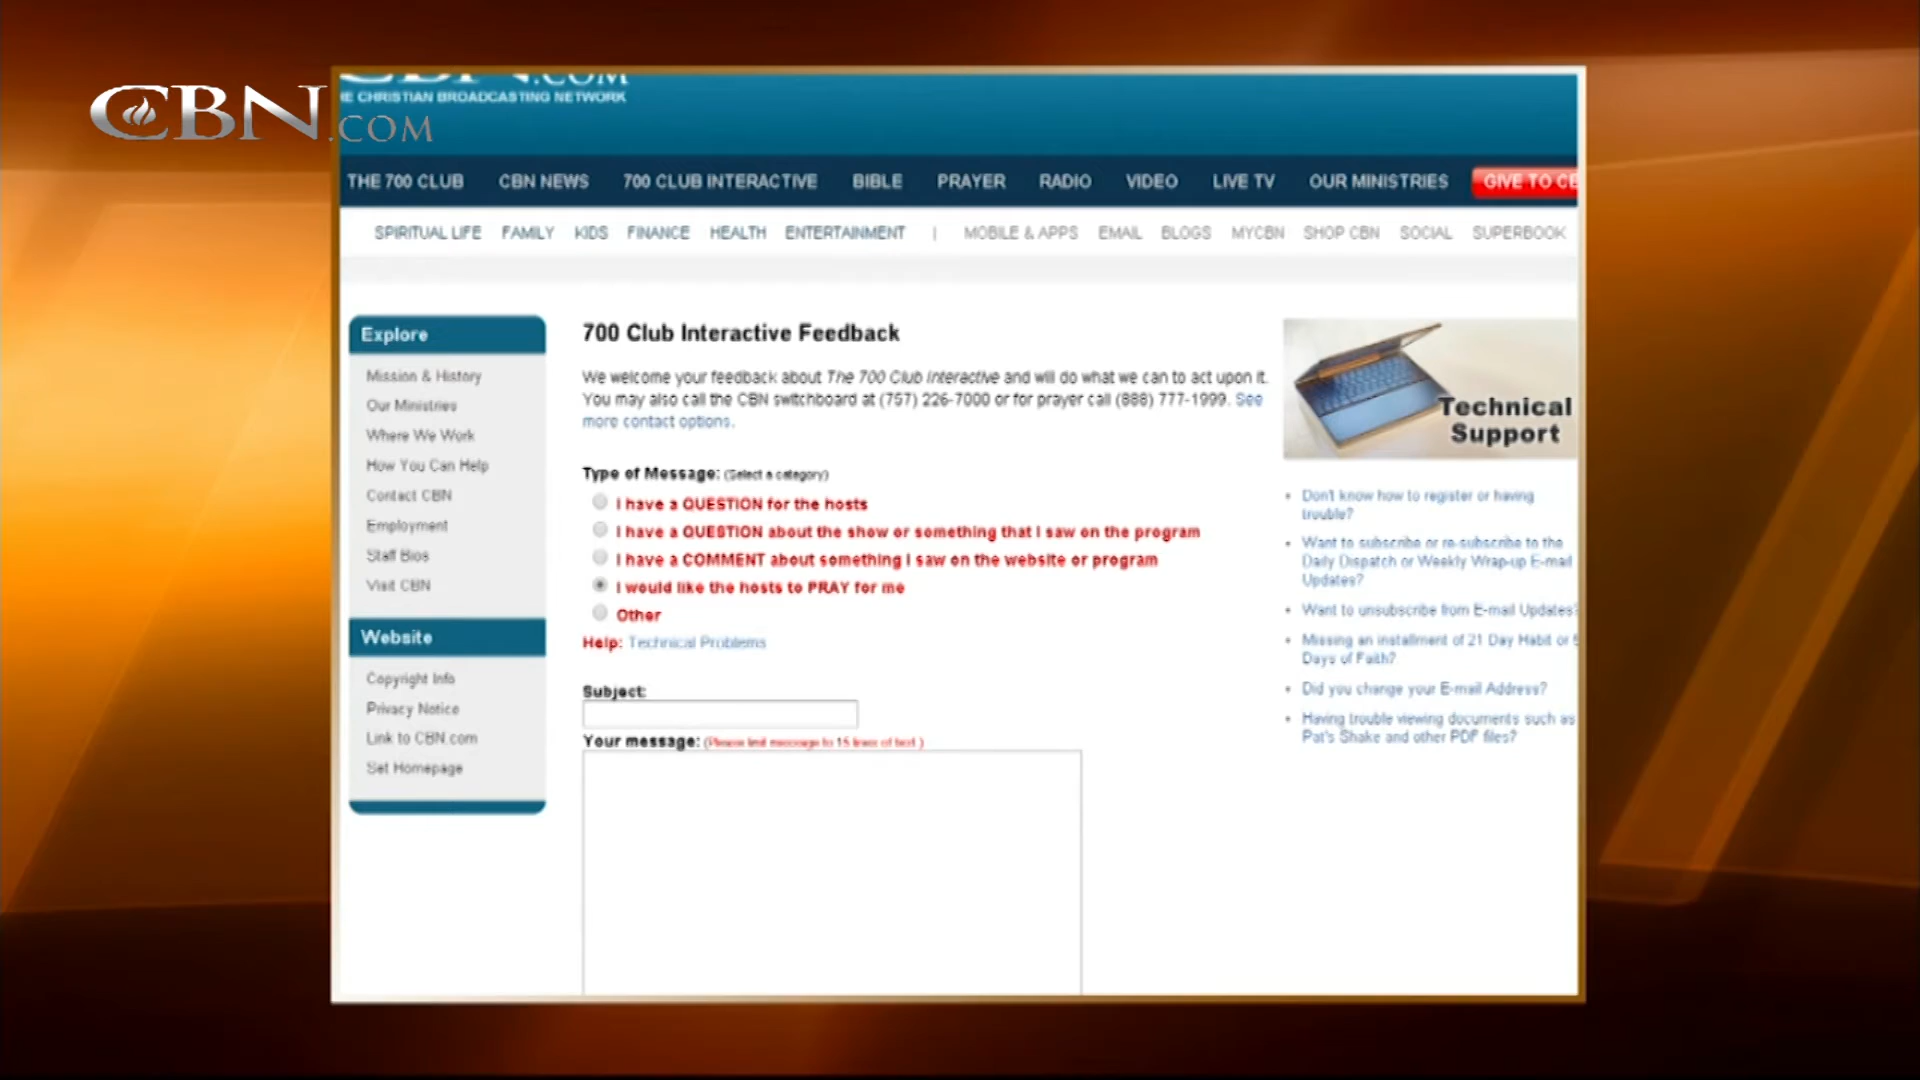 CBN.COM
.COM
E CHRISTIAN BROADCASTING NETWORK
THE 700 CLUB CBN NEWS 700 CLUB INTERACTIVE BIBLE PRAYER RADIO VIDEO LIVE TV OUR MINISTRIES GIVE TO
SPIRITUAL LIFE FAMILY KIDS FINANCE HEALTH ENTERTAINMENT | MOBILE & APPS EMAIL BLOGS MYCBN SHOP CBN SOCIAL SUPERBOOK
Explore
Mission & History
Our Ministries
Where We Work
How You Can Help
Contact CBN
Employment
Staff Bios
Visit CBN
Website
Copyright Info
Privacy Notice
Link to CBN.com
Set Homepage
700 Club Interactive Feedback
We welcome your feedback about The 700 Club Interactive and will do what we can to act upon it.
You may also call the CBN switchboard at (757) 226-7000 or for prayer call (888) 777-1999. See
more contact options.
Type of Message: (Select a category)
I have a QUESTION for the hosts
I have a QUESTION about the show or something that I saw on the program
I have a COMMENT about something I saw on the website or program
I would like the hosts to PRAY for me
Other
Help: Technical Problems
Subject:
Your message: (Please limit message to 15 lines of text.)
Technical
Support
Don't know how to register or having
trouble?
Want to subscribe or re-subscribe to the
Daily Dispatch or Weekly Wrap-up E-mail
Updates?
Want to unsubscribe from E-mail Updates?
Missing an installment of 21 Day Habit or
Days of Faith?
Did you change your E-mail Address?
Having trouble viewing documents such as
Pat's Shake and other PDF files?